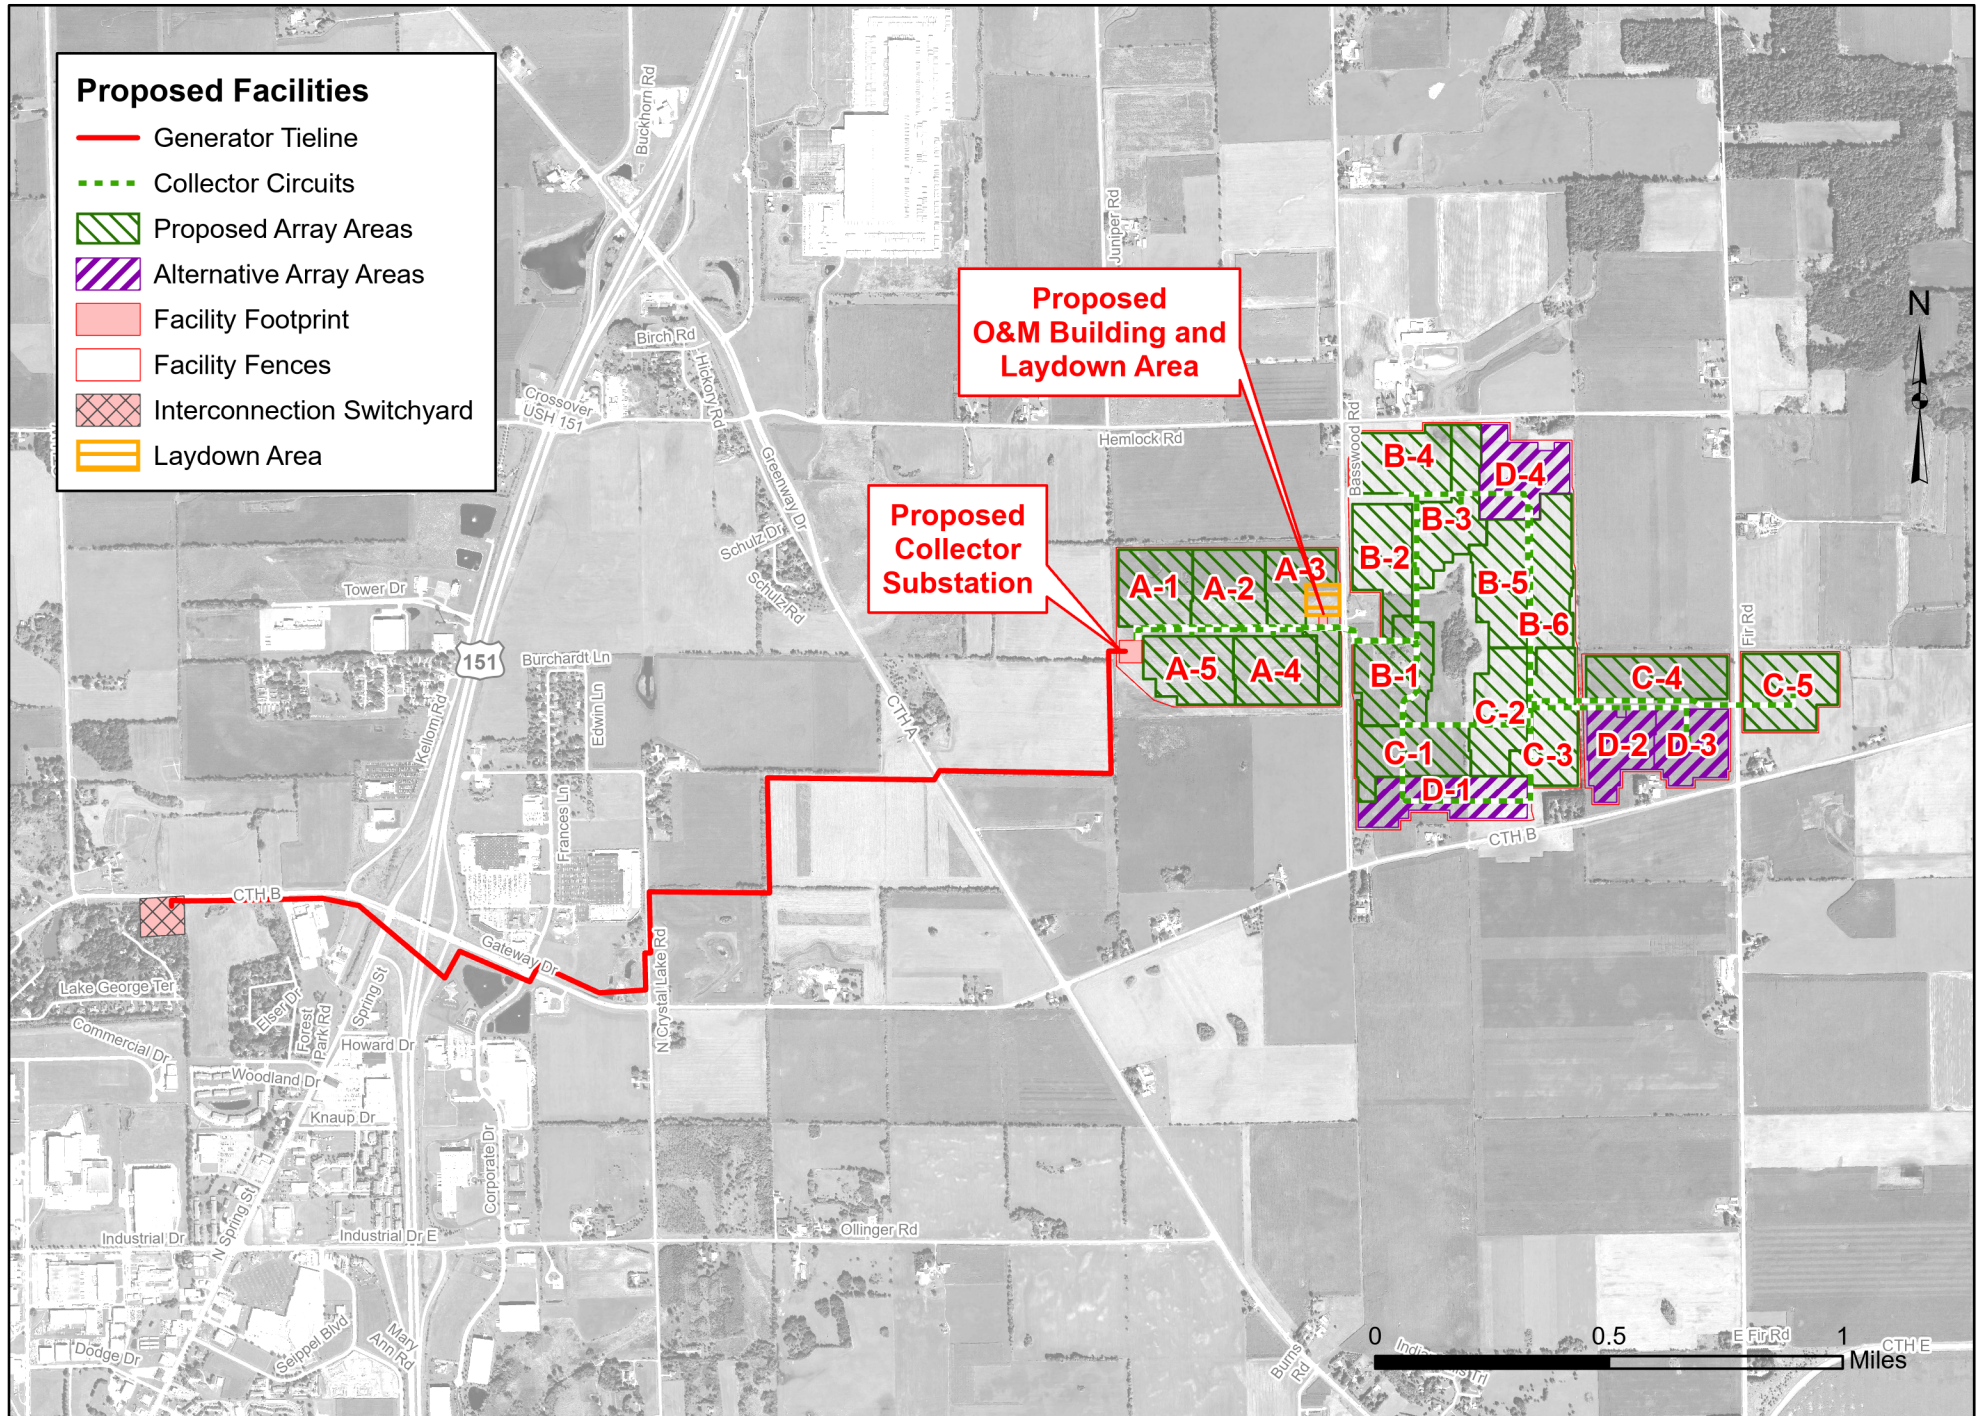 Proposed Facilities
Generator Tieline
Collector Circuits
Proposed Array Areas
Alternative Array Areas
Facility Footprint
Facility Fences
Interconnection Switchyard
Laydown Area
Buckhorn Rd
Juniper Rd
Birch Rd
Hickory Rd
Crossover
USH 151
Proposed
O&M Building and
Laydown Area
N
Hemlock Rd
Basswood Rd
Greenway Dr
Schulz Dr
Schulz Rd
Proposed
Collector
Substation
B-4
D-4
B-3
B-2
A-1
A-2
A-3
B-5
B-6
Tower Dr
151
Burchardt Ln
Edwin Ln
Kellom Rd
CTH A
A-5
A-4
B-1
C-2
C-4
C-5
Fir Rd
C-1
C-3
D-2
D-3
D-1
CTH B
Frances Ln
CTH B
Gateway Dr
N Crystal Lake Rd
Lake George Ter
Elser Dr
Forest
Park Rd
Spring St
Commercial Dr
Howard Dr
Woodland Dr
Knaup Dr
Corporate Dr
N Spring St
Industrial Dr
Industrial Dr E
Ollinger Rd
Seippel Blvd
Mary
Ann Rd
Dodge Dr
Burns
Rd
E Fir Rd
CTH E
0
0.5
1
Miles